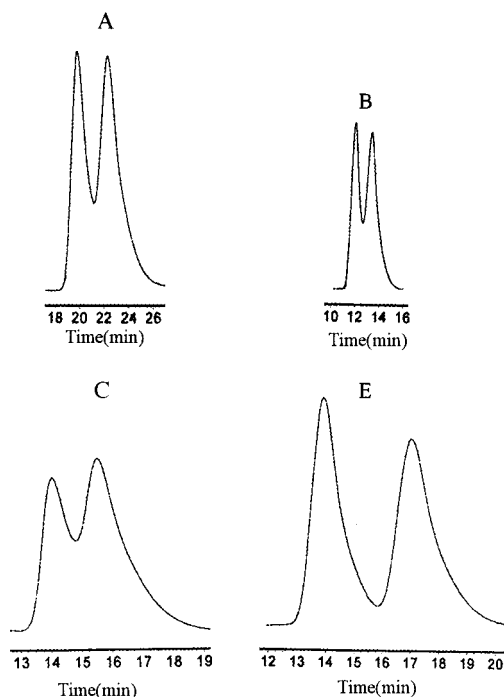 A
B
18 20 22 24 26
Time(min)
10 12 14 16
Time(min)
C
E
13 14 15 16 17 18 19
Time(min)
12 13 14 15 16 17 18 19 20
Time(min)